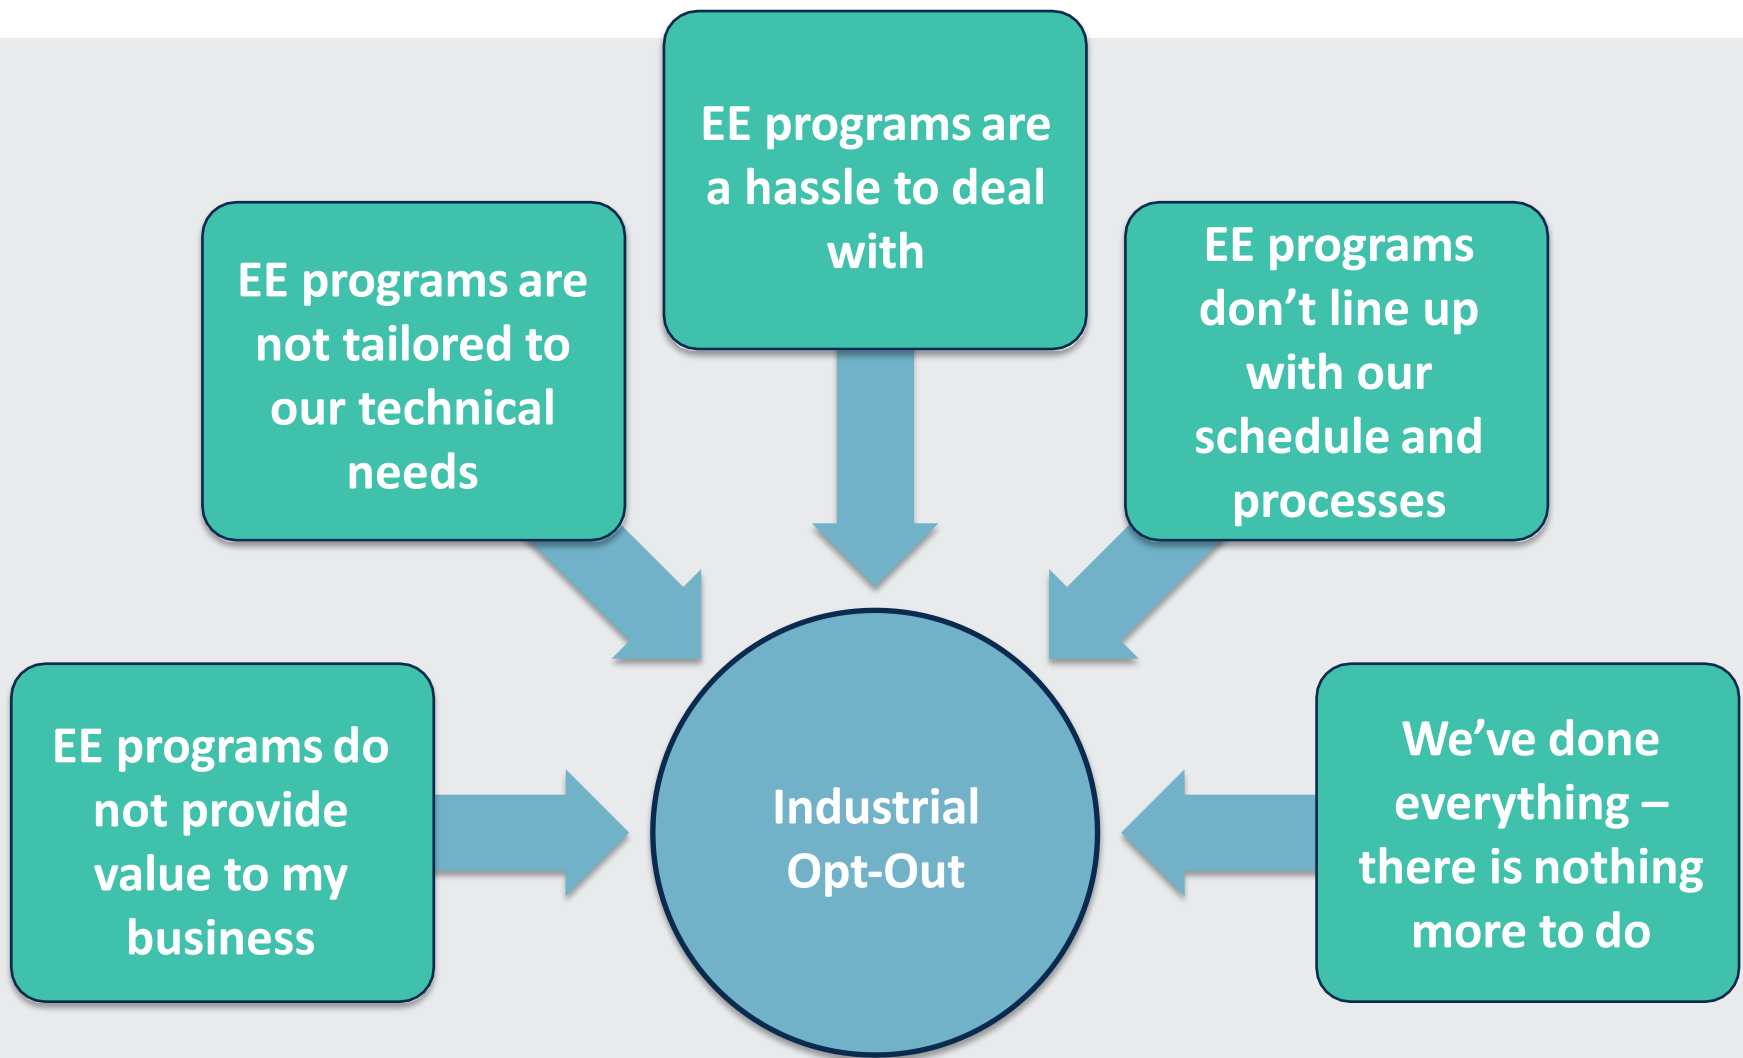 EE programs are
a hassle to deal
with
EE programs are
not tailored to
our technical
needs
EE programs
don’t line up
with our
schedule and
processes
EE programs do
not provide
value to my
business
Industrial
Opt-Out
We’ve done
everything –
there is nothing
more to do